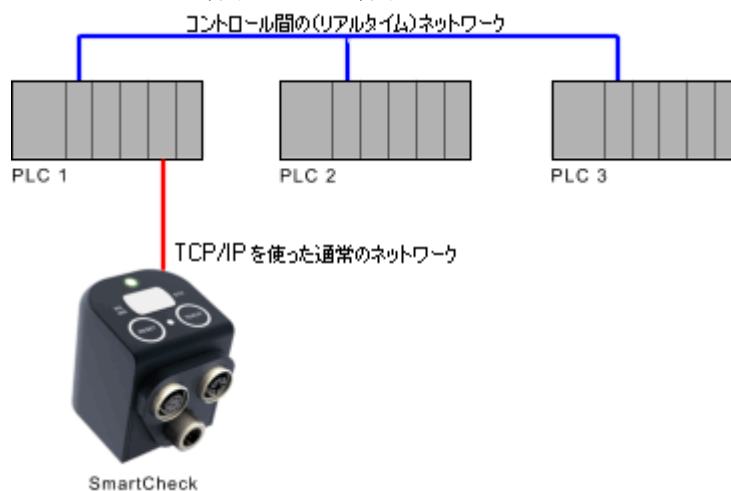 コントロール間の(リアルタイム)ネットワーク
PLC 1
PLC 2
PLC 3
TCP/IP を使った通常のネットワーク
SmartCheck